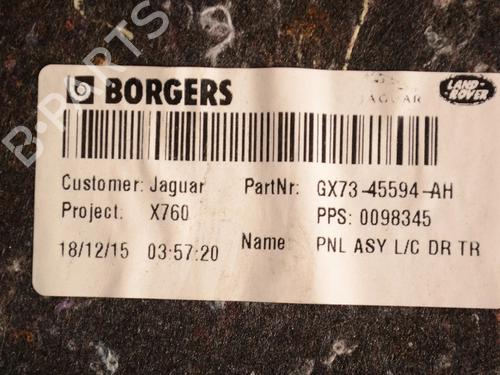 BORGERS
JAGUAR
LAND-
ROVER
Customer: Jaguar PartNr: GX73-45594-AH
Project: X760 PPS: 0098345
18/12/15 03:57:20 Name PNL ASY L/C DR TR
B-PARTS